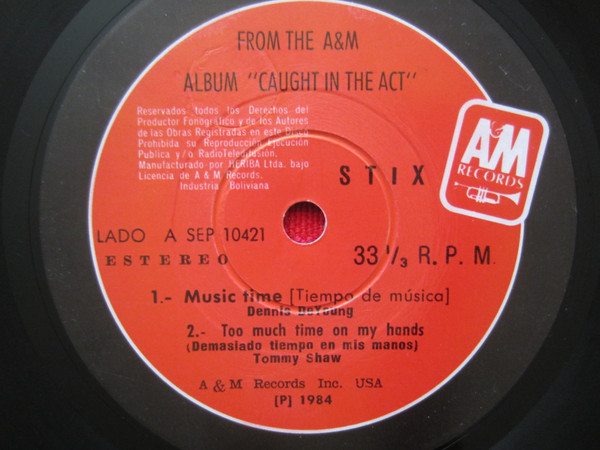 FROM THE A&M
ALBUM "CAUGHT IN THE ACT"
Reservados todos los Derechos del
Productor Fonográfico y de los Autores
de las Obras Registradas en este Disco
Prohibida su Reproducción Ejecución
Publica y/o Radioteledifusión.
Manufacturado por HERIBA Ltda. bajo
Licencia de A & M Records.
Industria Boliviana
A&M
RECORDS
STIX
LADO A SEP 10421
ESTEREO
33 1/3 R. P. M.
1.- Music time [Tiempo de música]
Dennis DeYoung
2.- Too much time on my hands
(Demasiado tiempo en mis manos)
Tommy Shaw
A & M Records Inc. USA
[P] 1984